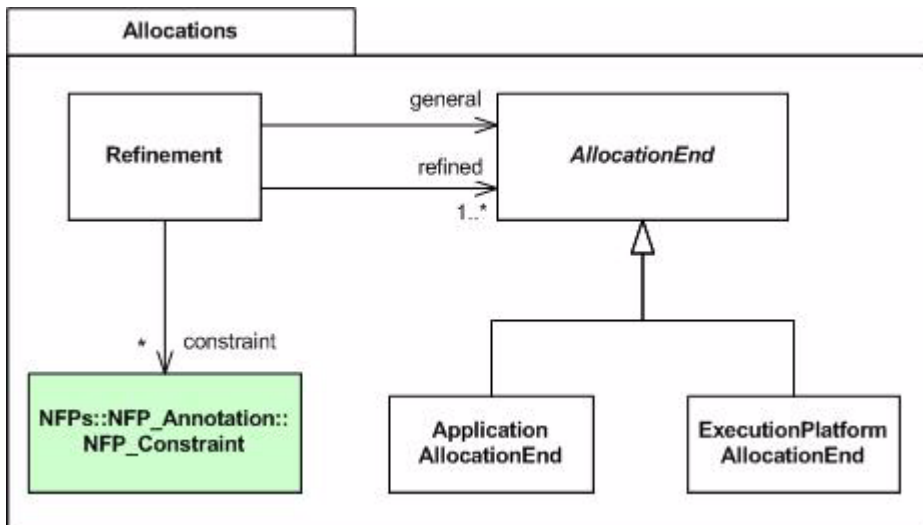 Allocations
general
Refinement
AllocationEnd
refined
1..*
*
constraint
NFPs::NFP_Annotation::
NFP_Constraint
Application
AllocationEnd
ExecutionPlatform
AllocationEnd